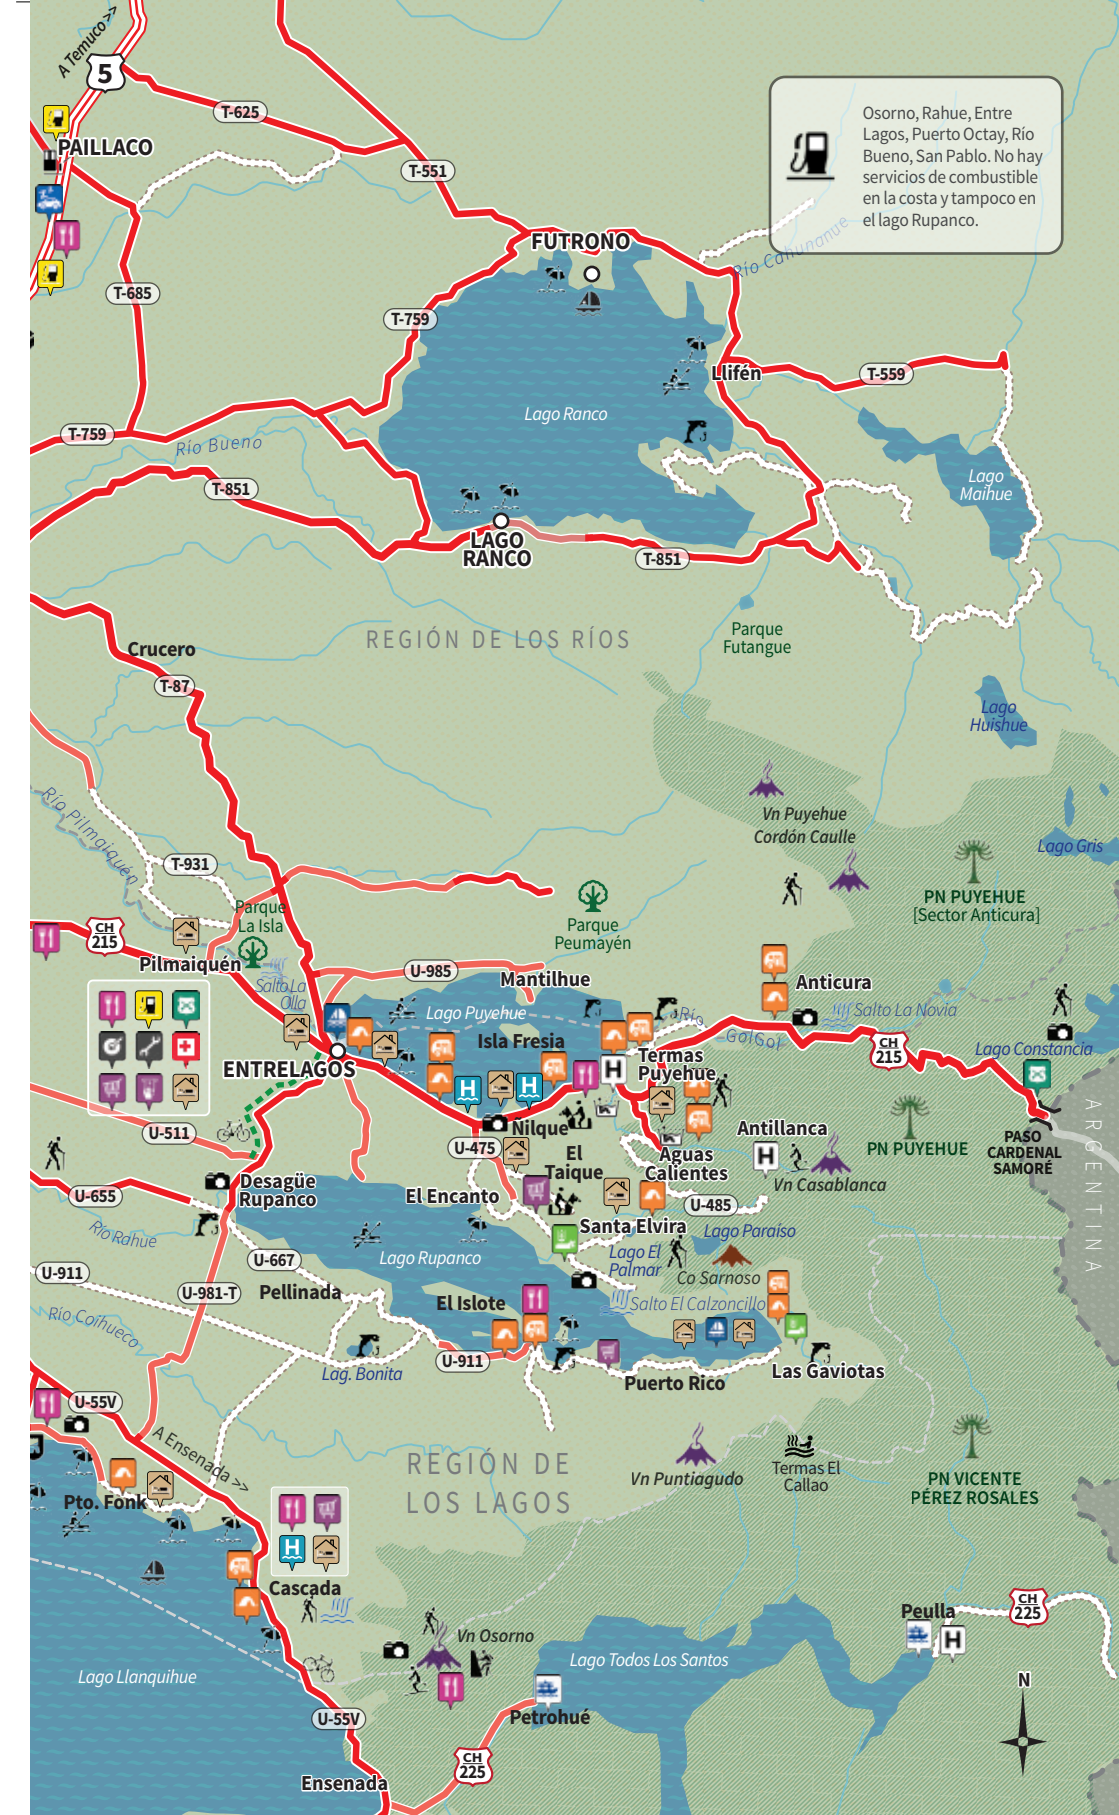 A Temuco >>
5
T-625
PAILLACO
T-551
Osorno, Rahue, Entre
Lagos, Puerto Octay, Río
Bueno, San Pablo. No hay
servicios de combustible
en la costa y tampoco en
el lago Rupanco.
FUTRONO
Río Cahunahue
T-685
T-759
Llifén
T-559
Lago Ranco
T-759
Río Bueno
T-851
Lago
Maihue
LAGO
RANCO
T-851
REGIÓN DE LOS RÍOS
Parque
Futangue
Crucero
T-87
Lago
Huishue
Río Pilmaiquén
Vn Puyehue
Cordón Caulle
Lago Gris
T-931
PN PUYEHUE
[Sector Anticura]
Parque
La Isla
CH
215
Parque
Peumayén
Pilmaiquén
U-985
Mantilhue
Anticura
Salto La
Olla
Lago Puyehue
Isla Fresia
Río Golgol
Salto La Novia
CH
215
Lago Constancia
ENTRELAGOS
H
H
H
Termas
Puyehue
ARGENTINA
U-511
Ñilque
U-475
El
Taique
Aguas
Calientes
Antillanca
H
Vn Casablanca
PN PUYEHUE
PASO
CARDENAL
SAMORÉ
Desagüe
Rupanco
U-655
El Encanto
U-485
Río Rahue
Santa Elvira
Lago Paraíso
Lago Rupanco
Lago El
Palmar
Co Sarnoso
U-667
U-911
U-981-T
Pellinada
El Islote
Salto El Calzoncillo
Río Coihueco
U-911
Lag. Bonita
Puerto Rico
Las Gaviotas
U-55V
A Ensenada >>
REGIÓN DE
LOS LAGOS
Vn Puntiagudo
Termas El
Callao
PN VICENTE
PÉREZ ROSALES
Pto. Fonk
H
Cascada
Peulla
CH
225
H
Vn Osorno
Lago Todos Los Santos
Lago Llanquihue
N
U-55V
Petrohué
CH
225
Ensenada